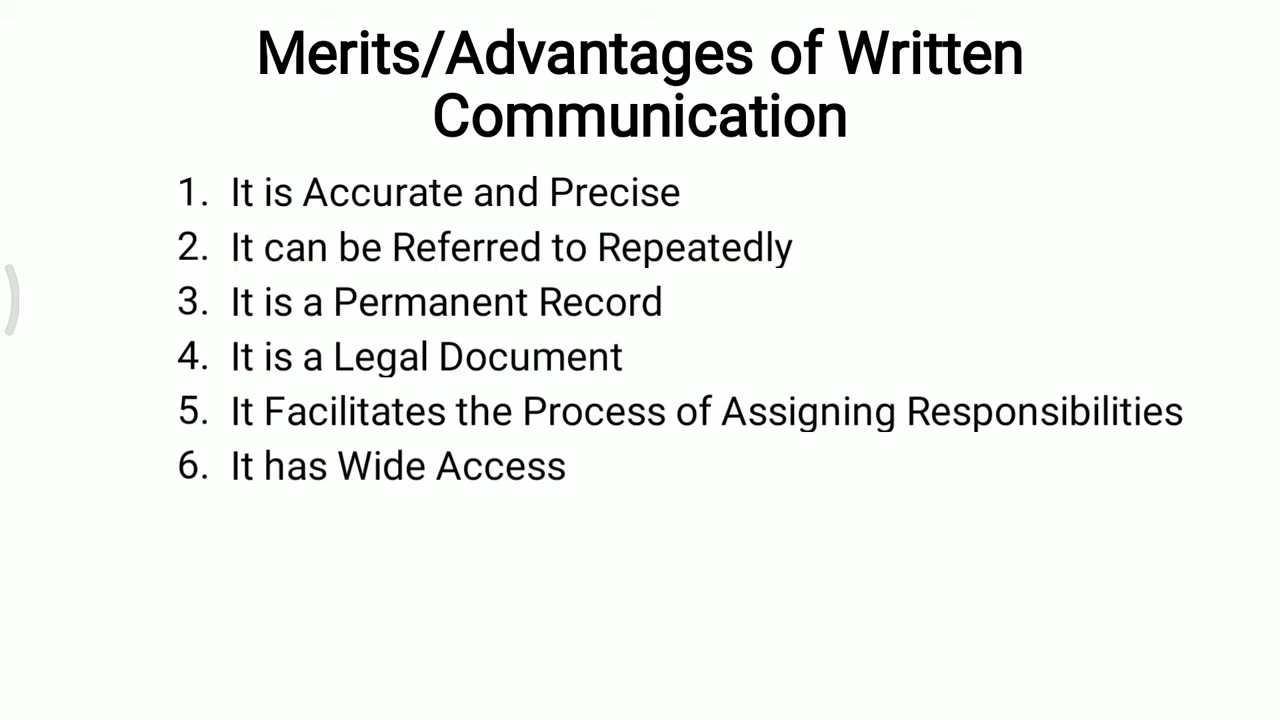 Merits/Advantages of Written
Communication
1. It is Accurate and Precise
2. It can be Referred to Repeatedly
3. It is a Permanent Record
4. It is a Legal Document
5. It Facilitates the Process of Assigning Responsibilities
6. It has Wide Access